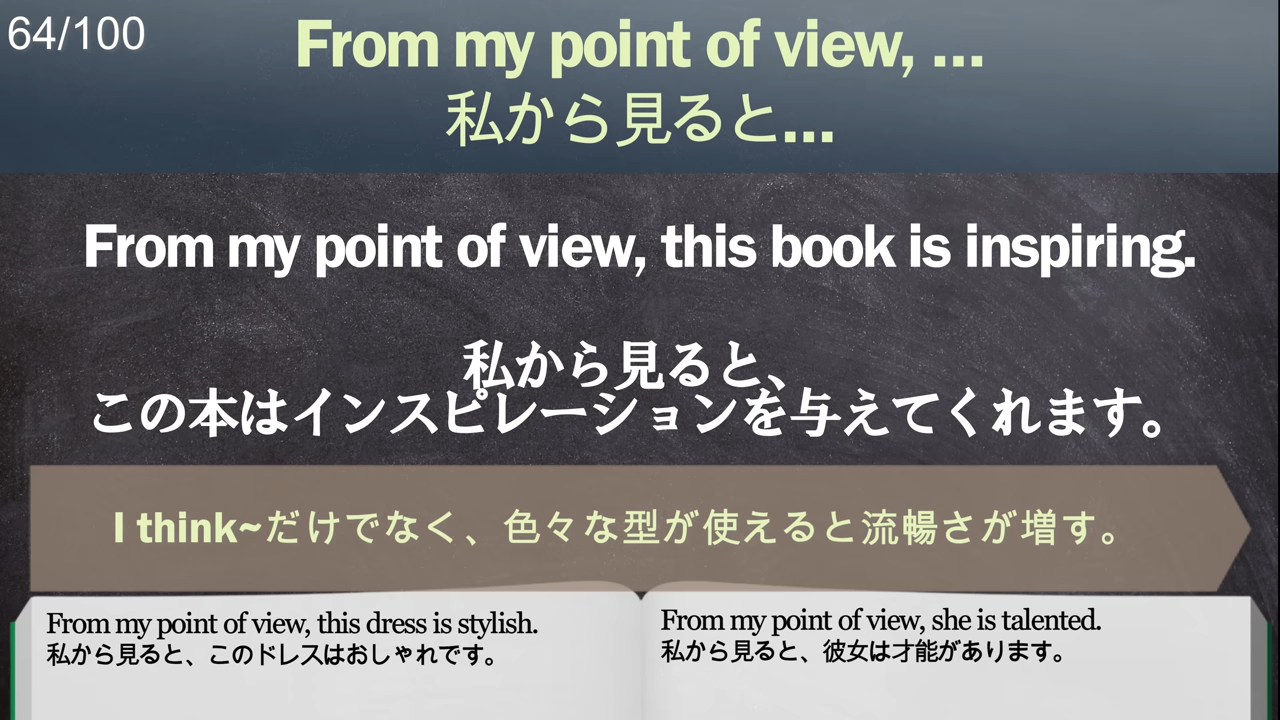 64/100
From my point of view, ...
私から見ると...
From my point of view, this book is inspiring.
私から見ると、
この本はインスピレーションを与えてくれます。
I think~だけでなく、色々な型が使えると流暢さが増す。
From my point of view, this dress is stylish.
私から見ると、このドレスはおしゃれです。
From my point of view, she is talented.
私から見ると、彼女は才能があります。